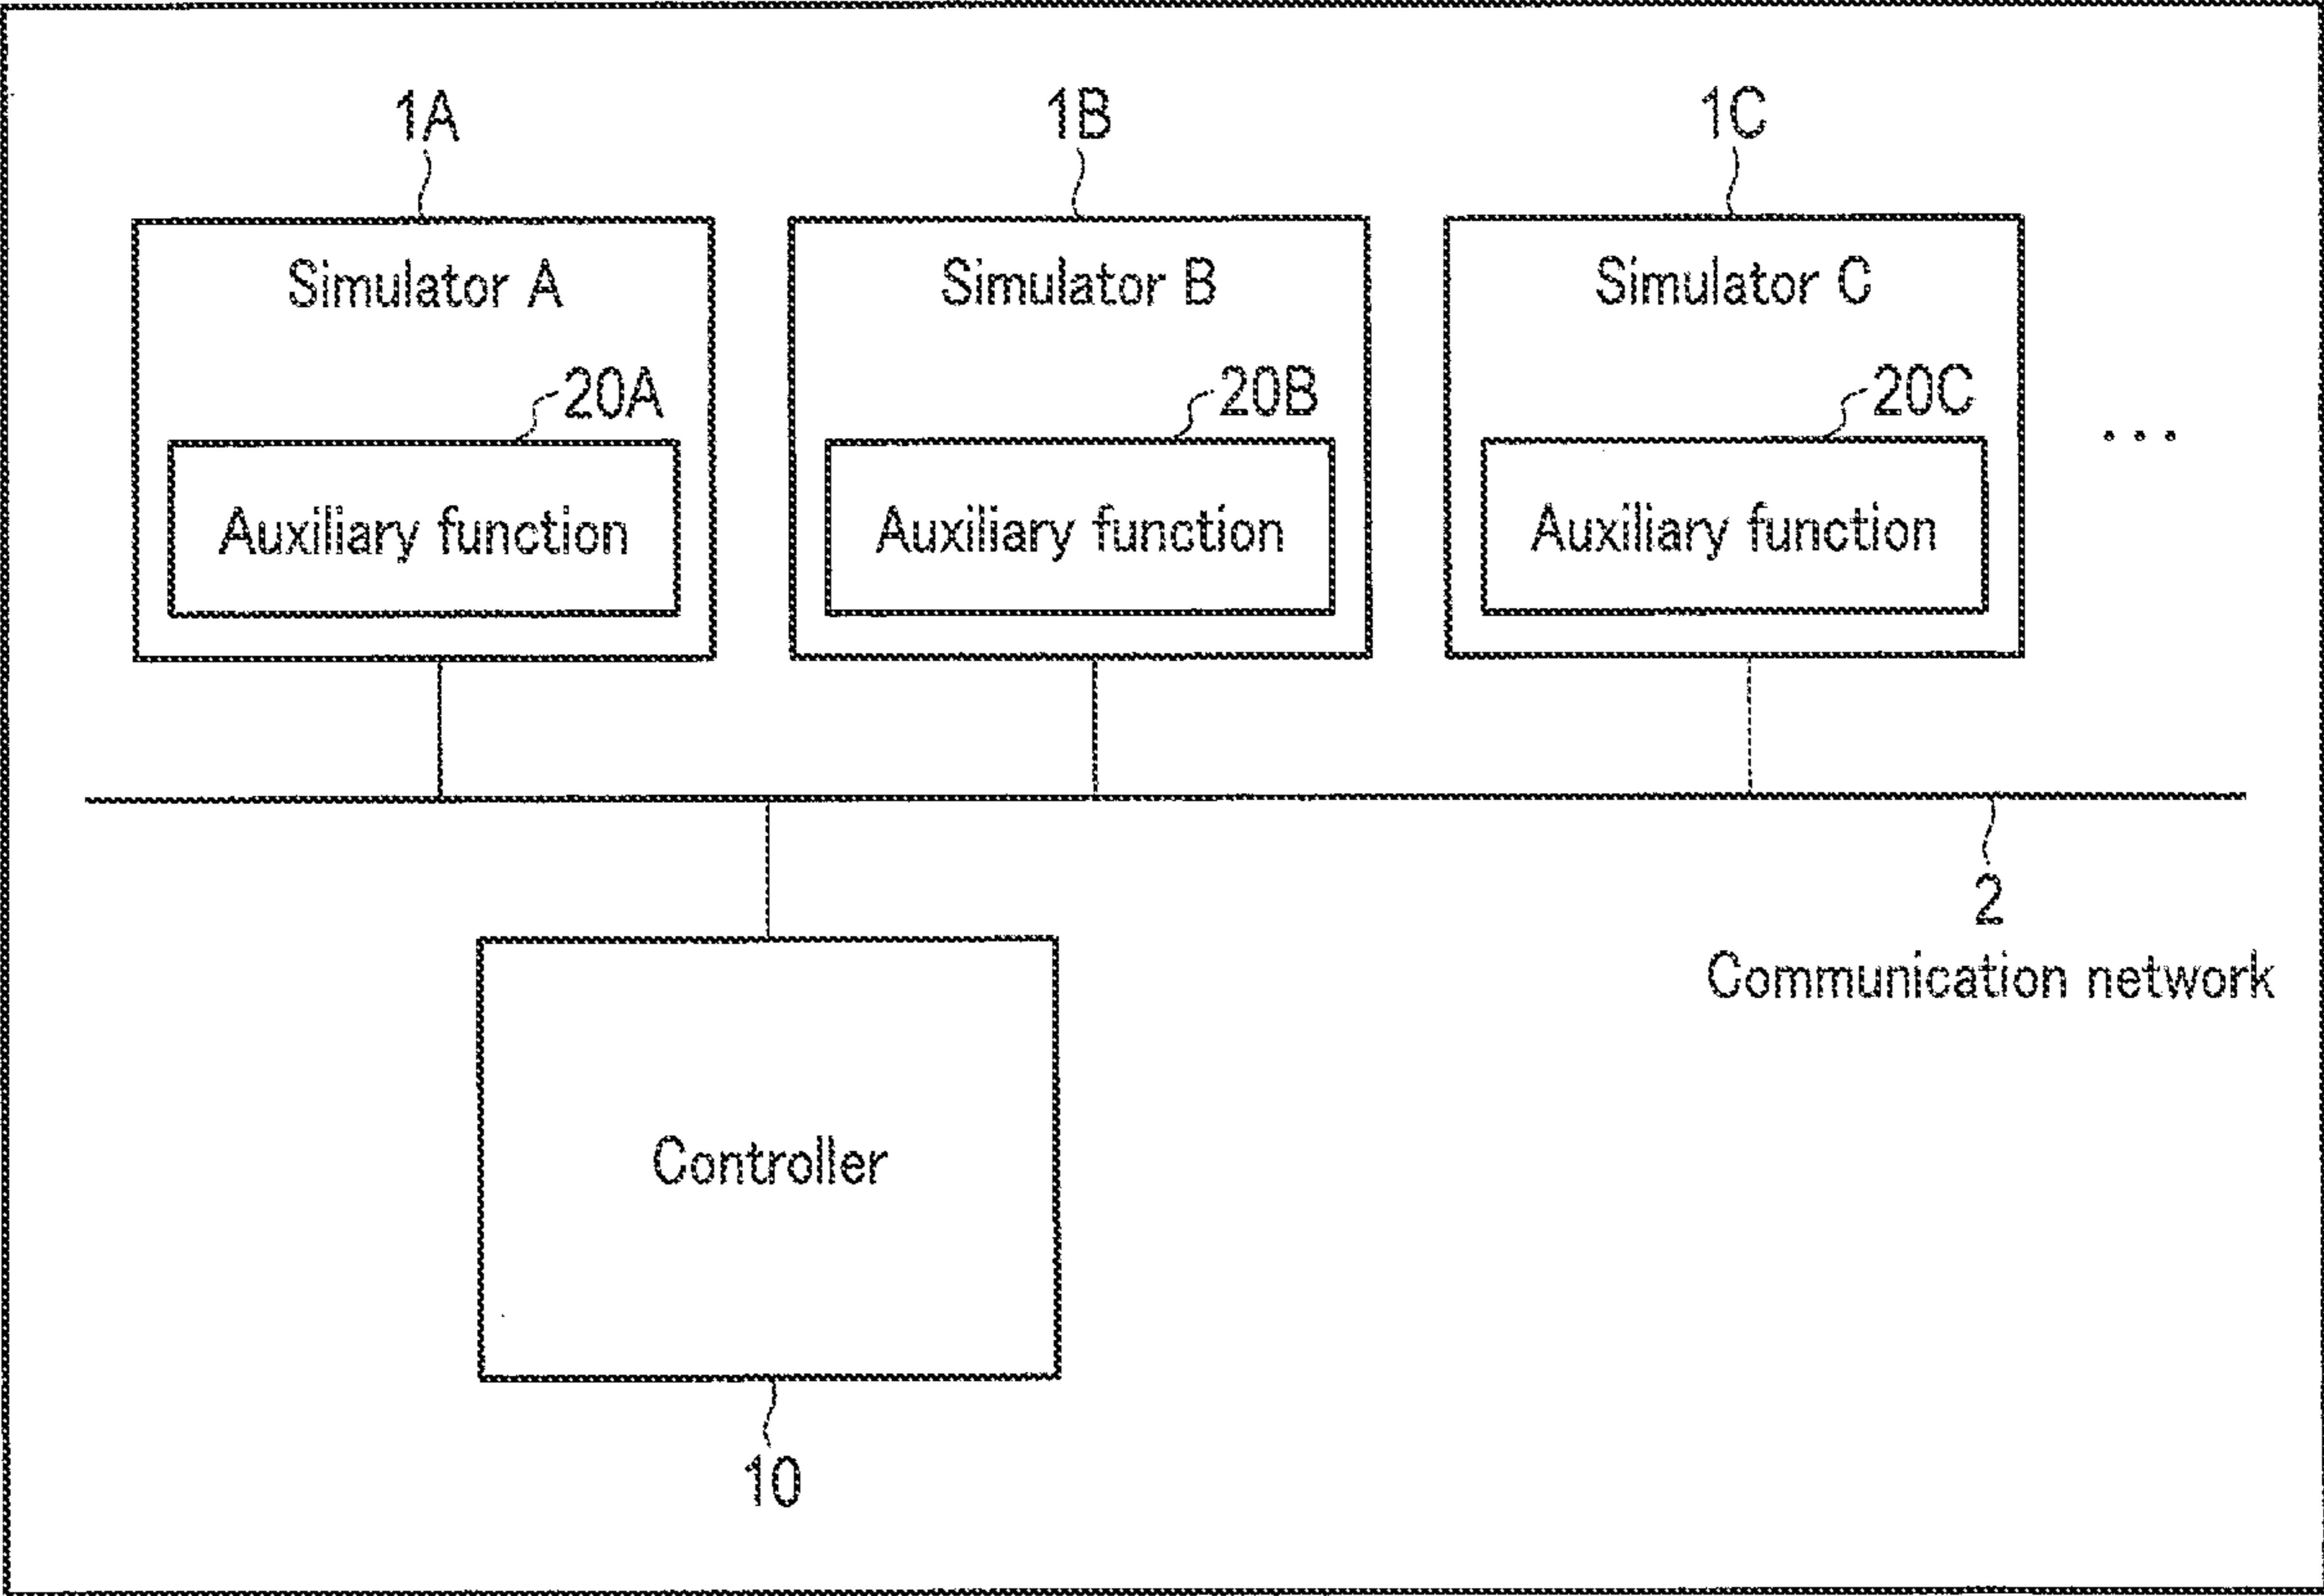 1A
1B
1C
Simulator A
Simulator B
Simulator C
20A
20B
20C
...
Auxiliary function
Auxiliary function
Auxiliary function
2
Communication network
Controller
10